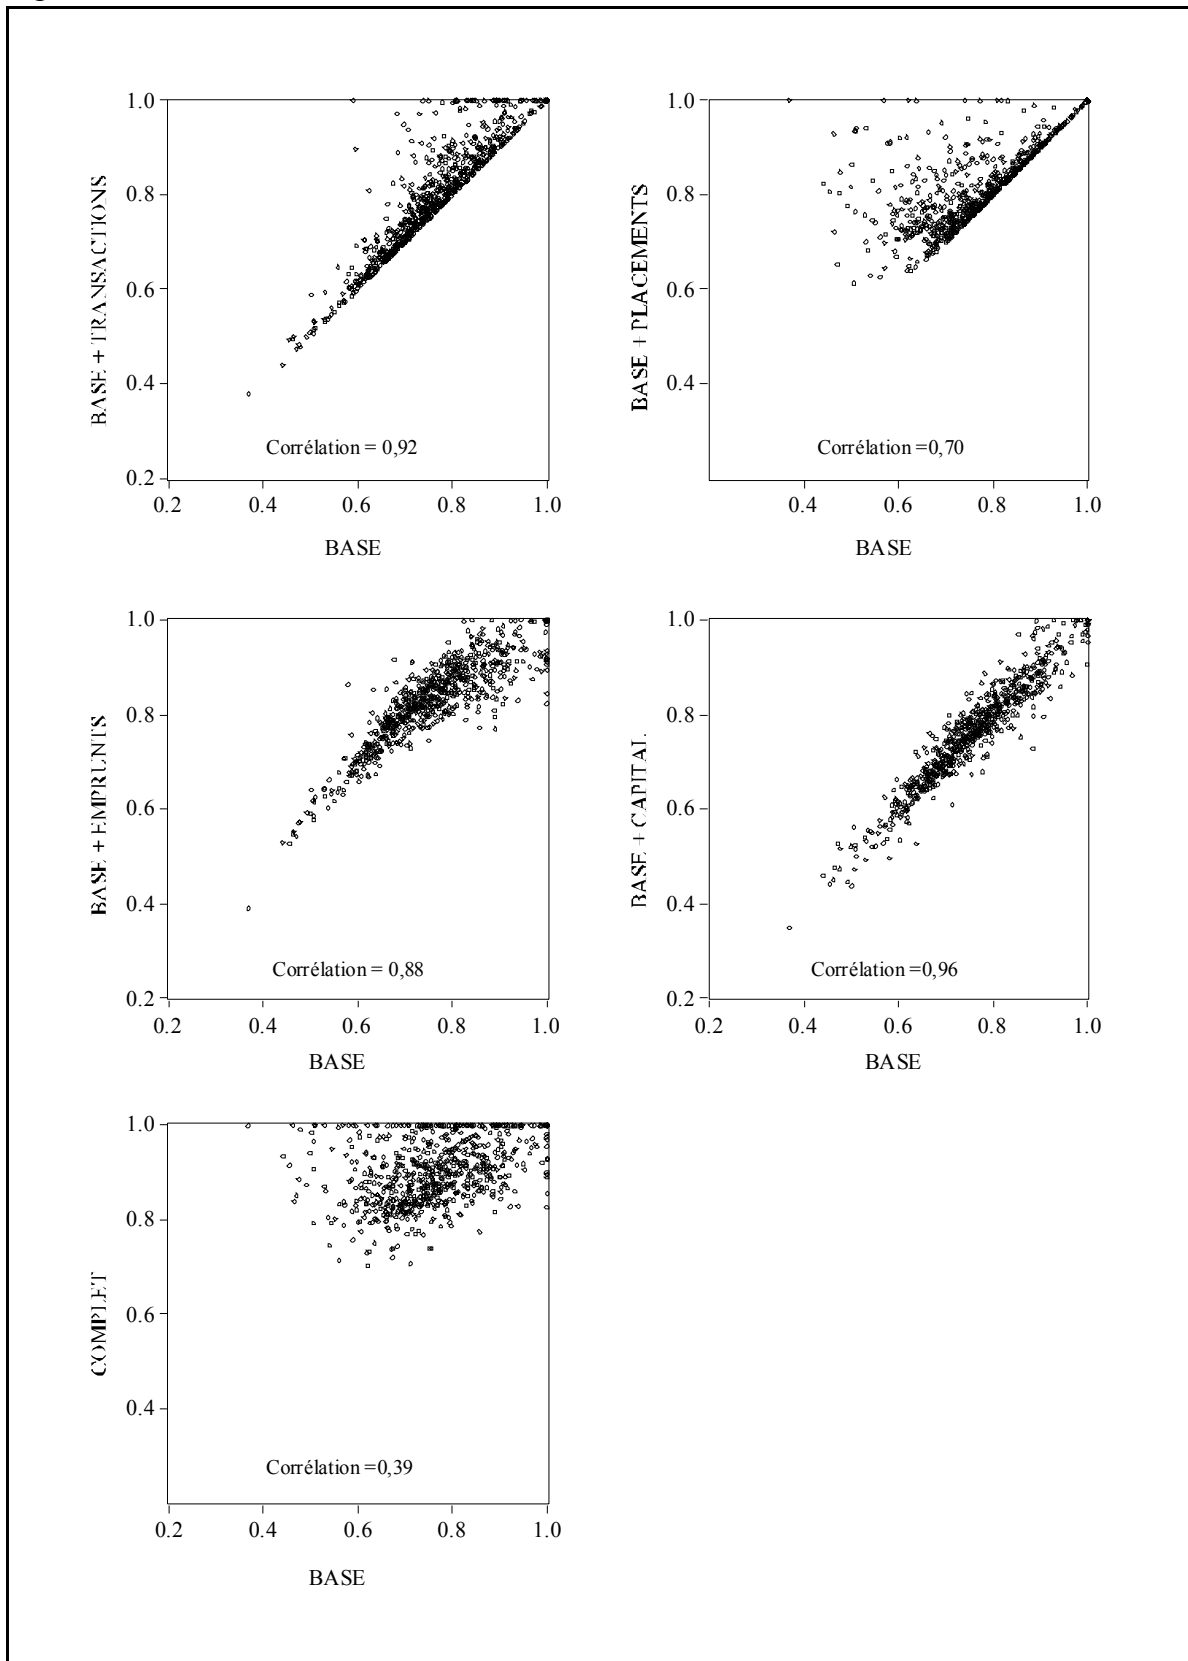 BASE + TRANSACTIONS
1.0
0.8
0.6
0.4
0.2
Corrélation = 0,92
0.2 0.4 0.6 0.8 1.0
BASE
BASE + PLACEMENTS
1.0
0.8
0.6
0.4
Corrélation =0,70
0.4 0.6 0.8 1.0
BASE
BASE + EMPRUNTS
1.0
0.8
0.6
0.4
0.2
Corrélation = 0,88
0.2 0.4 0.6 0.8 1.0
BASE
BASE + CAPITAL
1.0
0.8
0.6
0.4
0.2
Corrélation =0,96
0.2 0.4 0.6 0.8 1.0
BASE
COMPLET
1.0
0.8
0.6
0.4
Corrélation =0,39
0.2 0.4 0.6 0.8 1.0
BASE